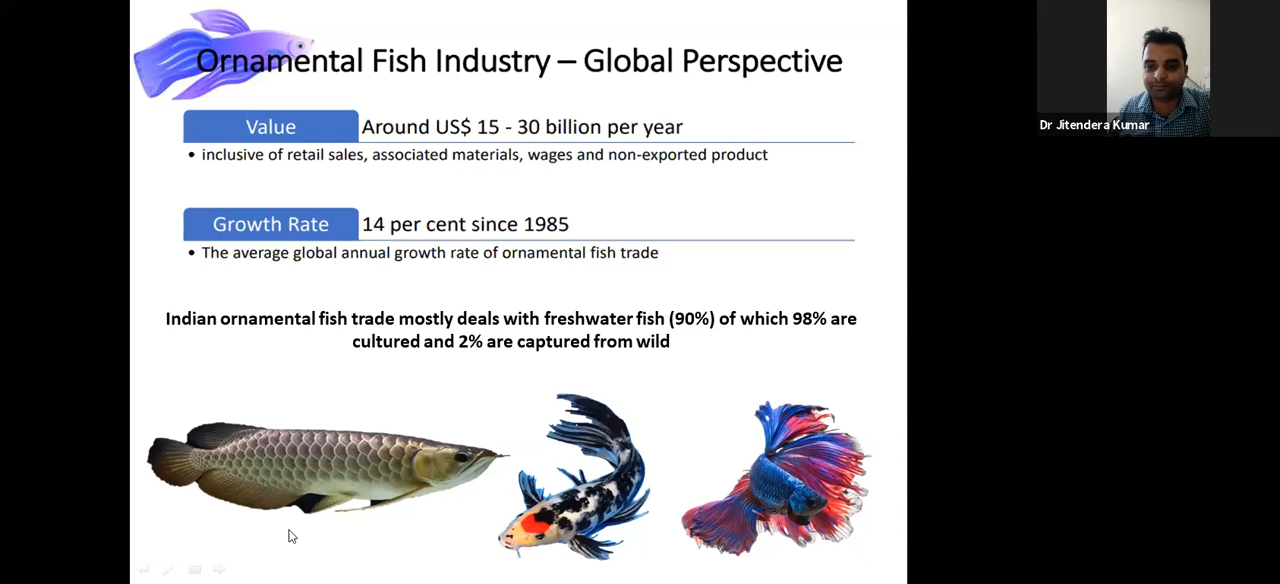 Ornamental Fish Industry – Global Perspective
Value
Around US$ 15 - 30 billion per year
• inclusive of retail sales, associated materials, wages and non-exported product
Growth Rate
14 per cent since 1985
• The average global annual growth rate of ornamental fish trade
Indian ornamental fish trade mostly deals with freshwater fish (90%) of which 98% are
cultured and 2% are captured from wild
Dr Jitendera Kumar